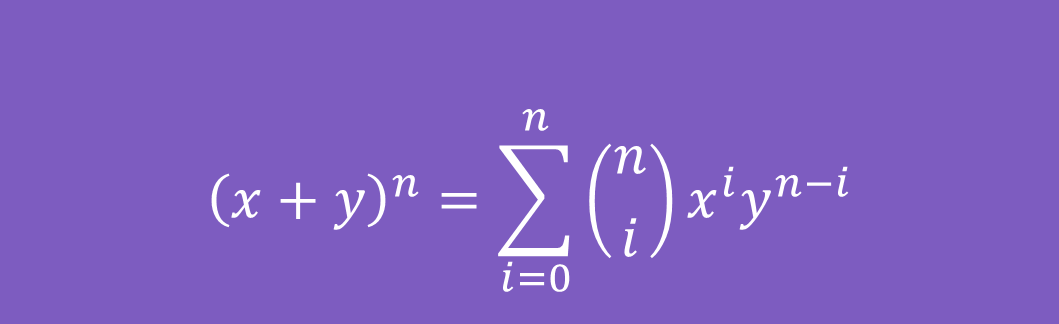 (x + y)^n = \sum_{i=0}^{n} \binom{n}{i} x^i y^{n-i}